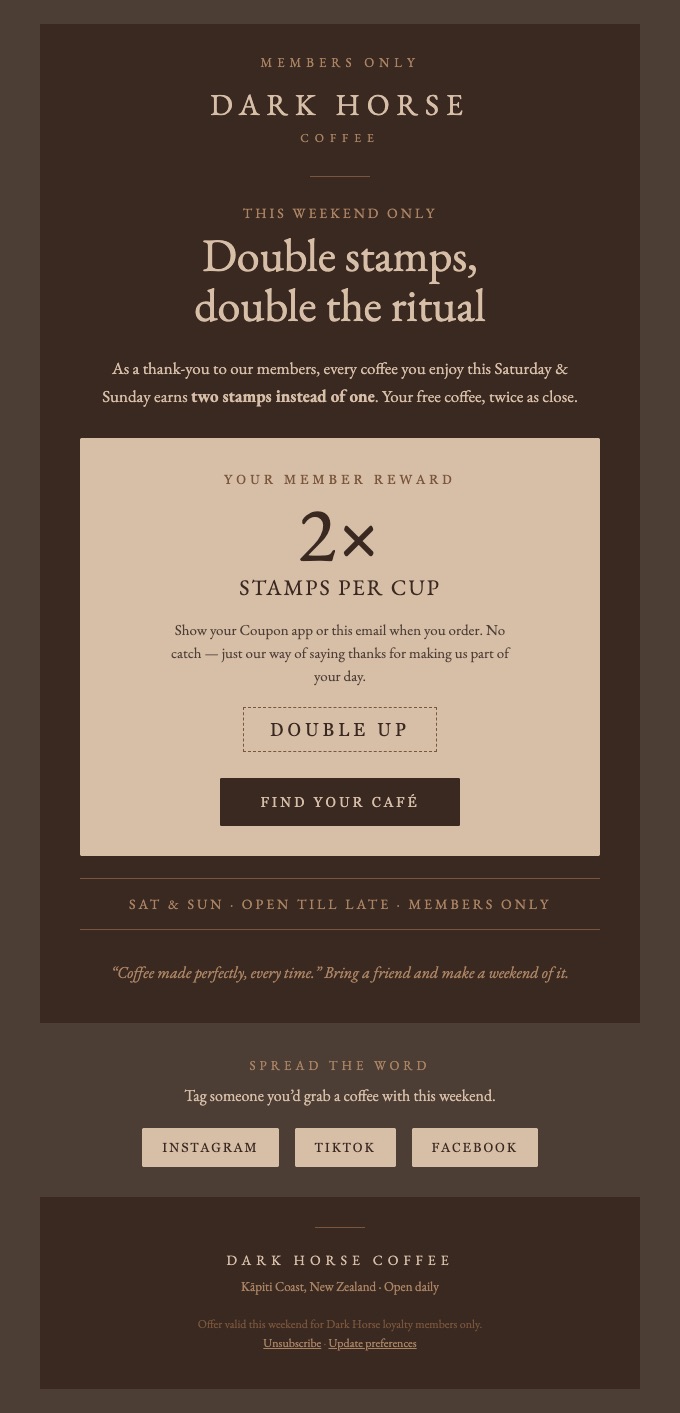 MEMBERS ONLY
DARK HORSE
COFFEE
THIS WEEKEND ONLY
Double stamps,
double the ritual
As a thank-you to our members, every coffee you enjoy this Saturday &
Sunday earns two stamps instead of one. Your free coffee, twice as close.
YOUR MEMBER REWARD
2×
STAMPS PER CUP
Show your Coupon app or this email when you order. No
catch — just our way of saying thanks for making us part of
your day.
DOUBLE UP
FIND YOUR CAFÉ
SAT & SUN · OPEN TILL LATE · MEMBERS ONLY
“Coffee made perfectly, every time.” Bring a friend and make a weekend of it.
SPREAD THE WORD
Tag someone you’d grab a coffee with this weekend.
INSTAGRAM TIKTOK FACEBOOK
DARK HORSE COFFEE
Kāpiti Coast, New Zealand · Open daily
Offer valid this weekend for Dark Horse loyalty members only.
Unsubscribe · Update preferences